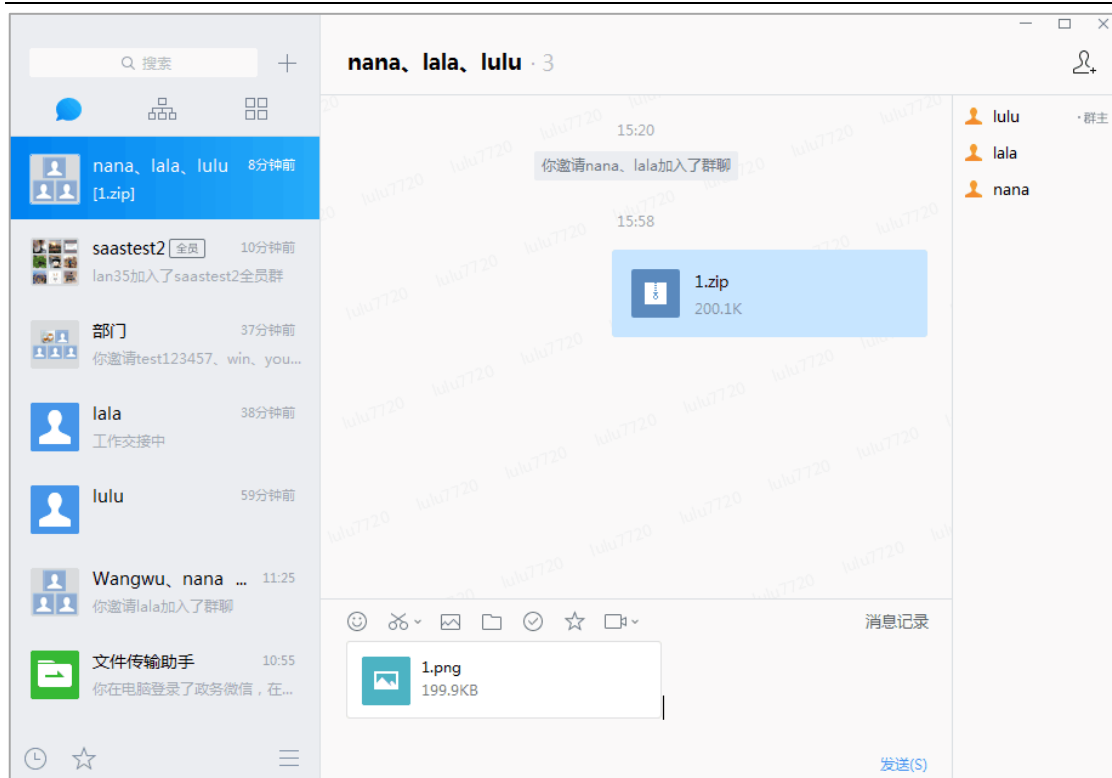 搜索
nana、lala、lulu 8分钟前
[1.zip]
saastest2 全员 10分钟前
lan35加入了saastest2全员群
部门 37分钟前
你邀请test123457、win、you...
lala 38分钟前
工作交接中
lulu 59分钟前
Wangwu、nana ... 11:25
你邀请lala加入了群聊
文件传输助手 10:55
你在电脑登录了政务微信，在...
nana、lala、lulu · 3
15:20
你邀请nana、lala加入了群聊
15:58
1.zip
200.1K
消息记录
1.png
199.9KB
发送(S)
lulu ·群主
lala
nana
lulu7720